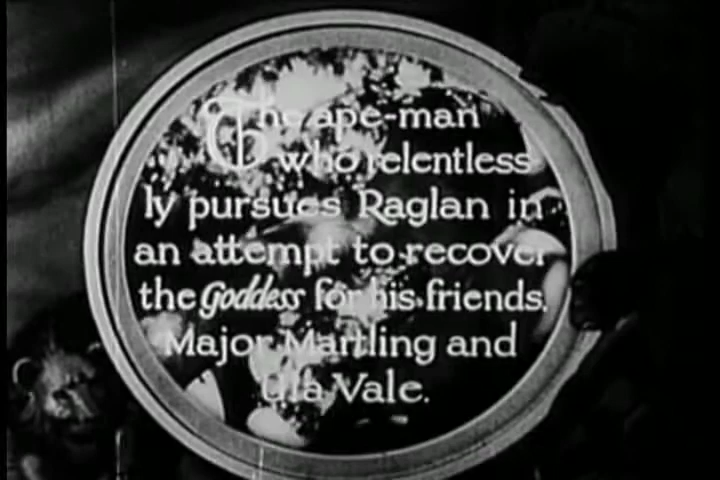 The ape-man
who relentless
ly pursues Raglan in
an attempt to recover
the Goddess for his friends,
Major Martling and
Ula Vale.